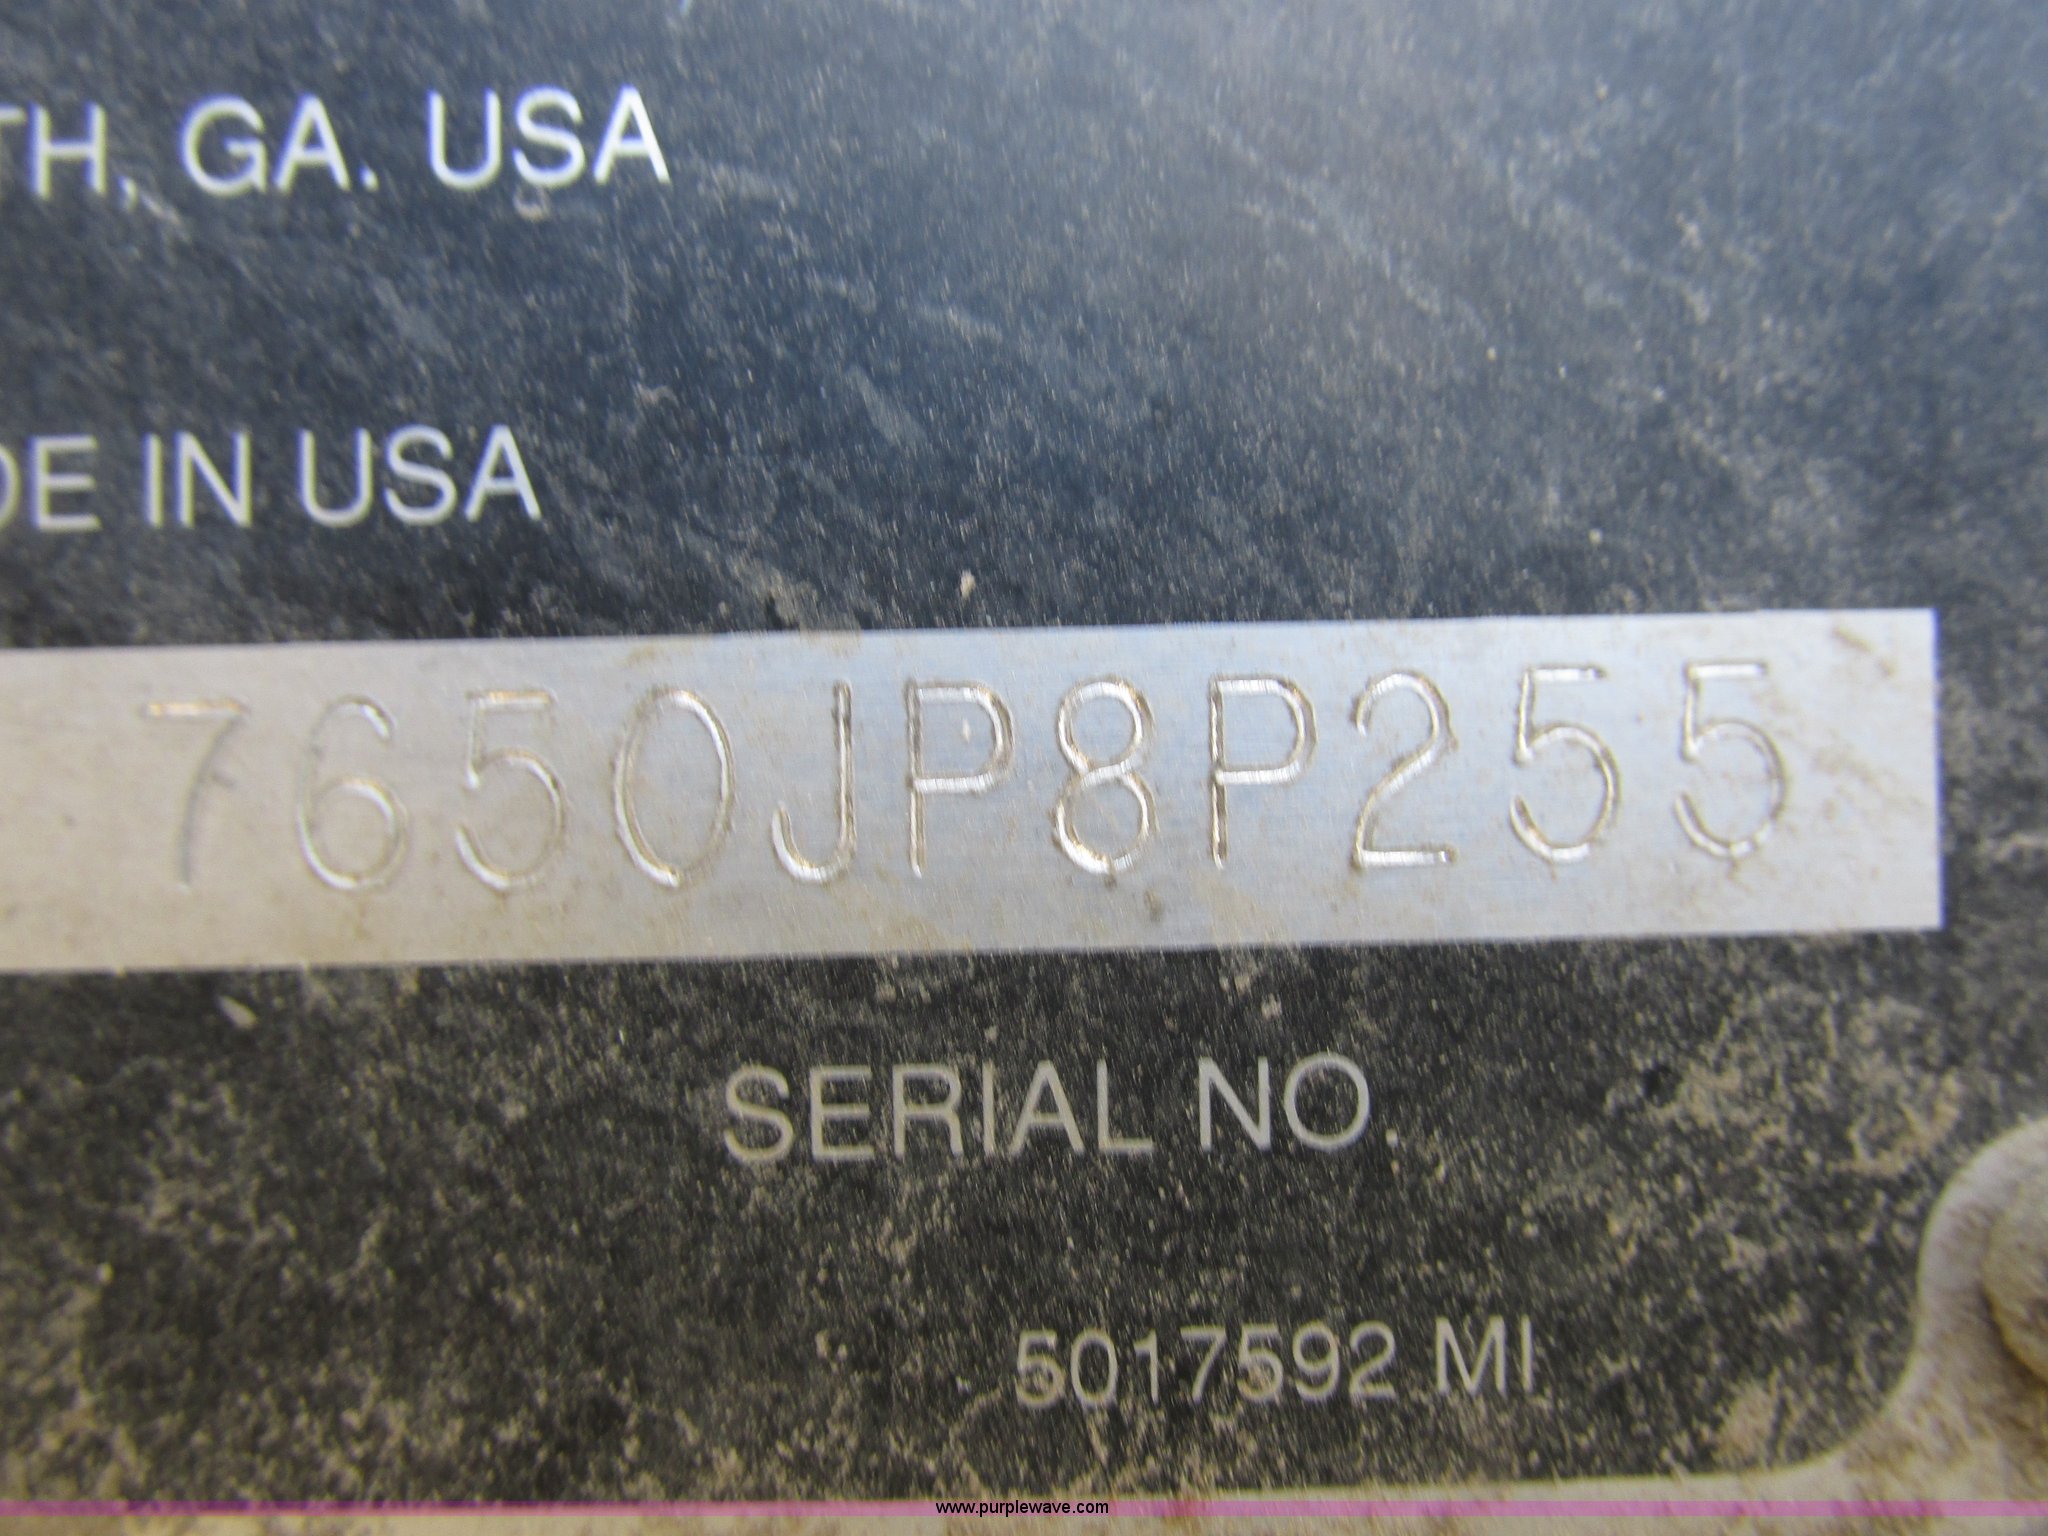 TH, GA. USA
DE IN USA
7650JP8P255
SERIAL NO.
5017592 MI
www.purplewave.com